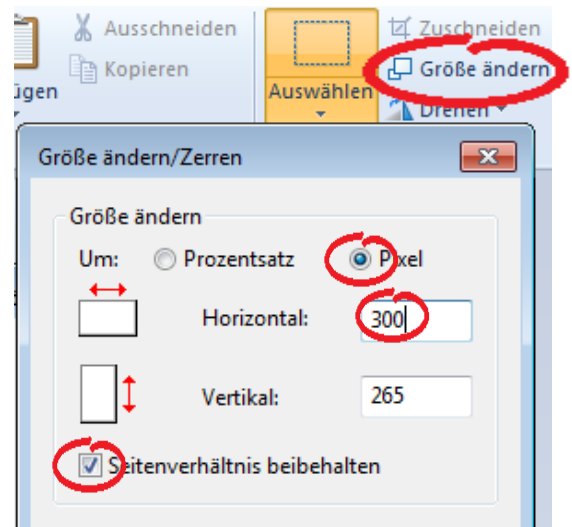 Ausschneiden
Zuschneiden
Kopieren
Größe ändern
ügen
Auswählen
Drehen
Größe ändern/Zerren
Größe ändern
Um: Prozentsatz Pixel
Horizontal: 300
Vertikal: 265
Seitenverhältnis beibehalten